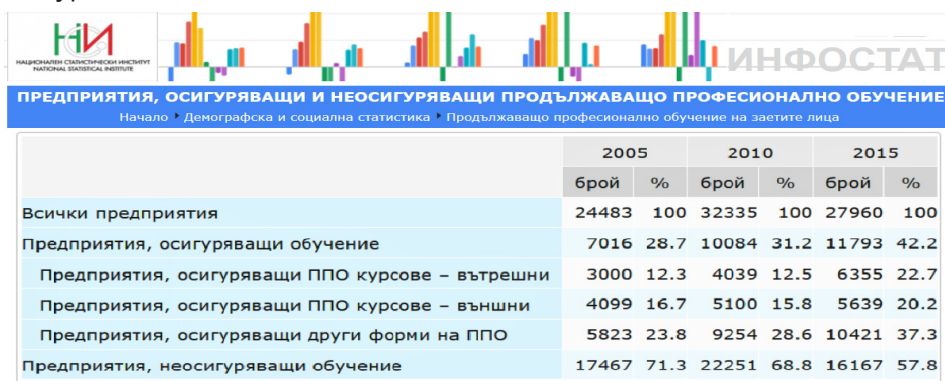 НСИ
НАЦИОНАЛЕН СТАТИСТИЧЕСКИ ИНСТИТУТ
NATIONAL STATISTICAL INSTITUTE
ИНФОСТАТ
ПРЕДПРИЯТИЯ, ОСИГУРЯВАЩИ И НЕОСИГУРЯВАЩИ ПРОДЪЛЖАВАЩО ПРОФЕСИОНАЛНО ОБУЧЕНИЕ
Начало Демографска и социална статистика Продължаващо професионално обучение на заетите лица
2005 2010 2015
брой % брой % брой %
Всички предприятия 24483 100 32335 100 27960 100
Предприятия, осигуряващи обучение 7016 28.7 10084 31.2 11793 42.2
Предприятия, осигуряващи ППО курсове – вътрешни 3000 12.3 4039 12.5 6355 22.7
Предприятия, осигуряващи ППО курсове – външни 4099 16.7 5100 15.8 5639 20.2
Предприятия, осигуряващи други форми на ППО 5823 23.8 9254 28.6 10421 37.3
Предприятия, неосигуряващи обучение 17467 71.3 22251 68.8 16167 57.8